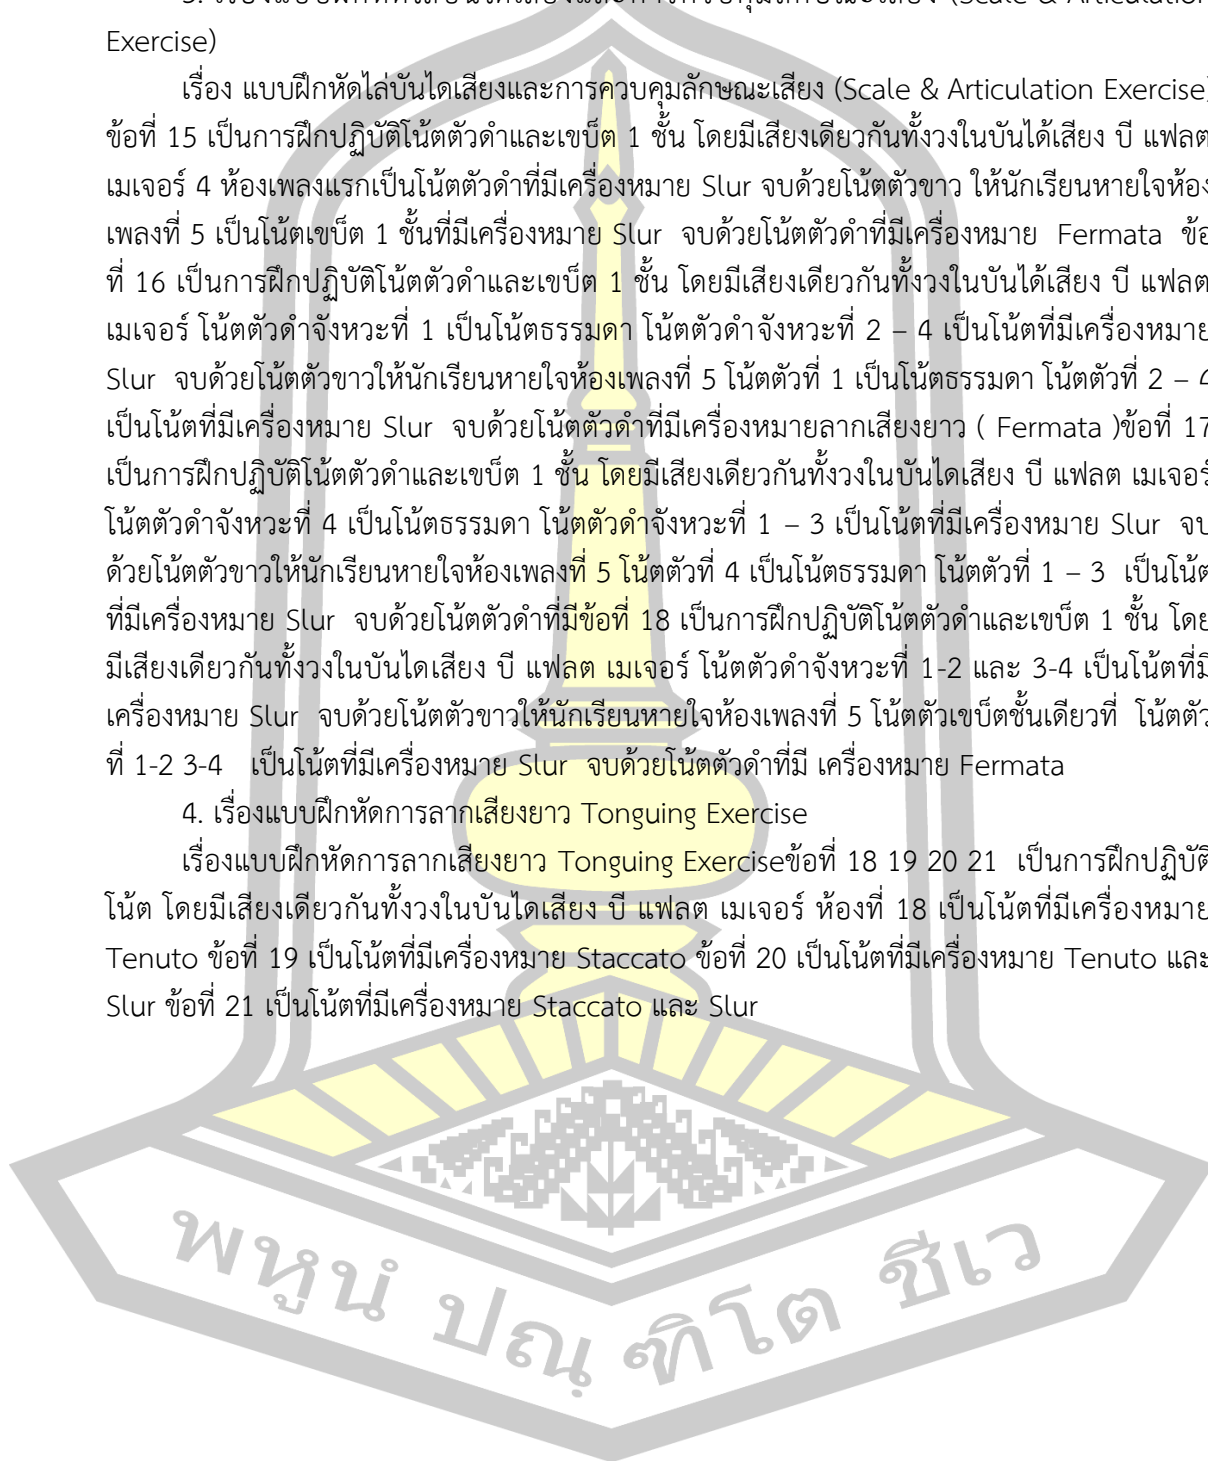 Exercise)
เรื่อง แบบฝึกหัดไล่บันไดเสียงและการควบคุมลักษณะเสียง (Scale & Articulation Exercise)
ข้อที่ 15 เป็นการฝึกปฏิบัติโน้ตตัวดำและเขบ็ต 1 ชั้น โดยมีเสียงเดียวกันทั้งวงในบันได้เสียง บี แฟลต
เมเจอร์ 4 ห้องเพลงแรกเป็นโน้ตตัวดำที่มีเครื่องหมาย Slur จบด้วยโน้ตตัวขาว ให้นักเรียนหายใจห้อง
เพลงที่ 5 เป็นโน้ตเขบ็ต 1 ชั้นที่มีเครื่องหมาย Slur จบด้วยโน้ตตัวดำที่มีเครื่องหมาย Fermata ข้อ
ที่ 16 เป็นการฝึกปฏิบัติโน้ตตัวดำและเขบ็ต 1 ชั้น โดยมีเสียงเดียวกันทั้งวงในบันได้เสียง บี แฟลต
เมเจอร์ โน้ตตัวดำจังหวะที่ 1 เป็นโน้ตธรรมดา โน้ตตัวดำจังหวะที่ 2 – 4 เป็นโน้ตที่มีเครื่องหมาย
Slur จบด้วยโน้ตตัวขาวให้นักเรียนหายใจห้องเพลงที่ 5 โน้ตตัวที่ 1 เป็นโน้ตธรรมดา โน้ตตัวที่ 2 – 4
เป็นโน้ตที่มีเครื่องหมาย Slur จบด้วยโน้ตตัวดำที่มีเครื่องหมายลากเสียงยาว ( Fermata )ข้อที่ 17
เป็นการฝึกปฏิบัติโน้ตตัวดำและเขบ็ต 1 ชั้น โดยมีเสียงเดียวกันทั้งวงในบันไดเสียง บี แฟลต เมเจอร์
โน้ตตัวดำจังหวะที่ 4 เป็นโน้ตธรรมดา โน้ตตัวดำจังหวะที่ 1 – 3 เป็นโน้ตที่มีเครื่องหมาย Slur จบ
ด้วยโน้ตตัวขาวให้นักเรียนหายใจห้องเพลงที่ 5 โน้ตตัวที่ 4 เป็นโน้ตธรรมดา โน้ตตัวที่ 1 – 3 เป็นโน้ต
ที่มีเครื่องหมาย Slur จบด้วยโน้ตตัวดำที่มีข้อที่ 18 เป็นการฝึกปฏิบัติโน้ตตัวดำและเขบ็ต 1 ชั้น โดย
มีเสียงเดียวกันทั้งวงในบันไดเสียง บี แฟลต เมเจอร์ โน้ตตัวดำจังหวะที่ 1-2 และ 3-4 เป็นโน้ตที่มี
เครื่องหมาย Slur จบด้วยโน้ตตัวขาวให้นักเรียนหายใจห้องเพลงที่ 5 โน้ตตัวเขบ็ตชั้นเดียวที่ โน้ตตัว
ที่ 1-2 3-4 เป็นโน้ตที่มีเครื่องหมาย Slur จบด้วยโน้ตตัวดำที่มี เครื่องหมาย Fermata
4. เรื่องแบบฝึกหัดการลากเสียงยาว Tonguing Exercise
เรื่องแบบฝึกหัดการลากเสียงยาว Tonguing Exerciseข้อที่ 18 19 20 21 เป็นการฝึกปฏิบัติ
โน้ต โดยมีเสียงเดียวกันทั้งวงในบันไดเสียง บี แฟลต เมเจอร์ ห้องที่ 18 เป็นโน้ตที่มีเครื่องหมาย
Tenuto ข้อที่ 19 เป็นโน้ตที่มีเครื่องหมาย Staccato ข้อที่ 20 เป็นโน้ตที่มีเครื่องหมาย Tenuto และ
Slur ข้อที่ 21 เป็นโน้ตที่มีเครื่องหมาย Staccato และ Slur
พหูนํ ปณฺฑิโต ชีเว